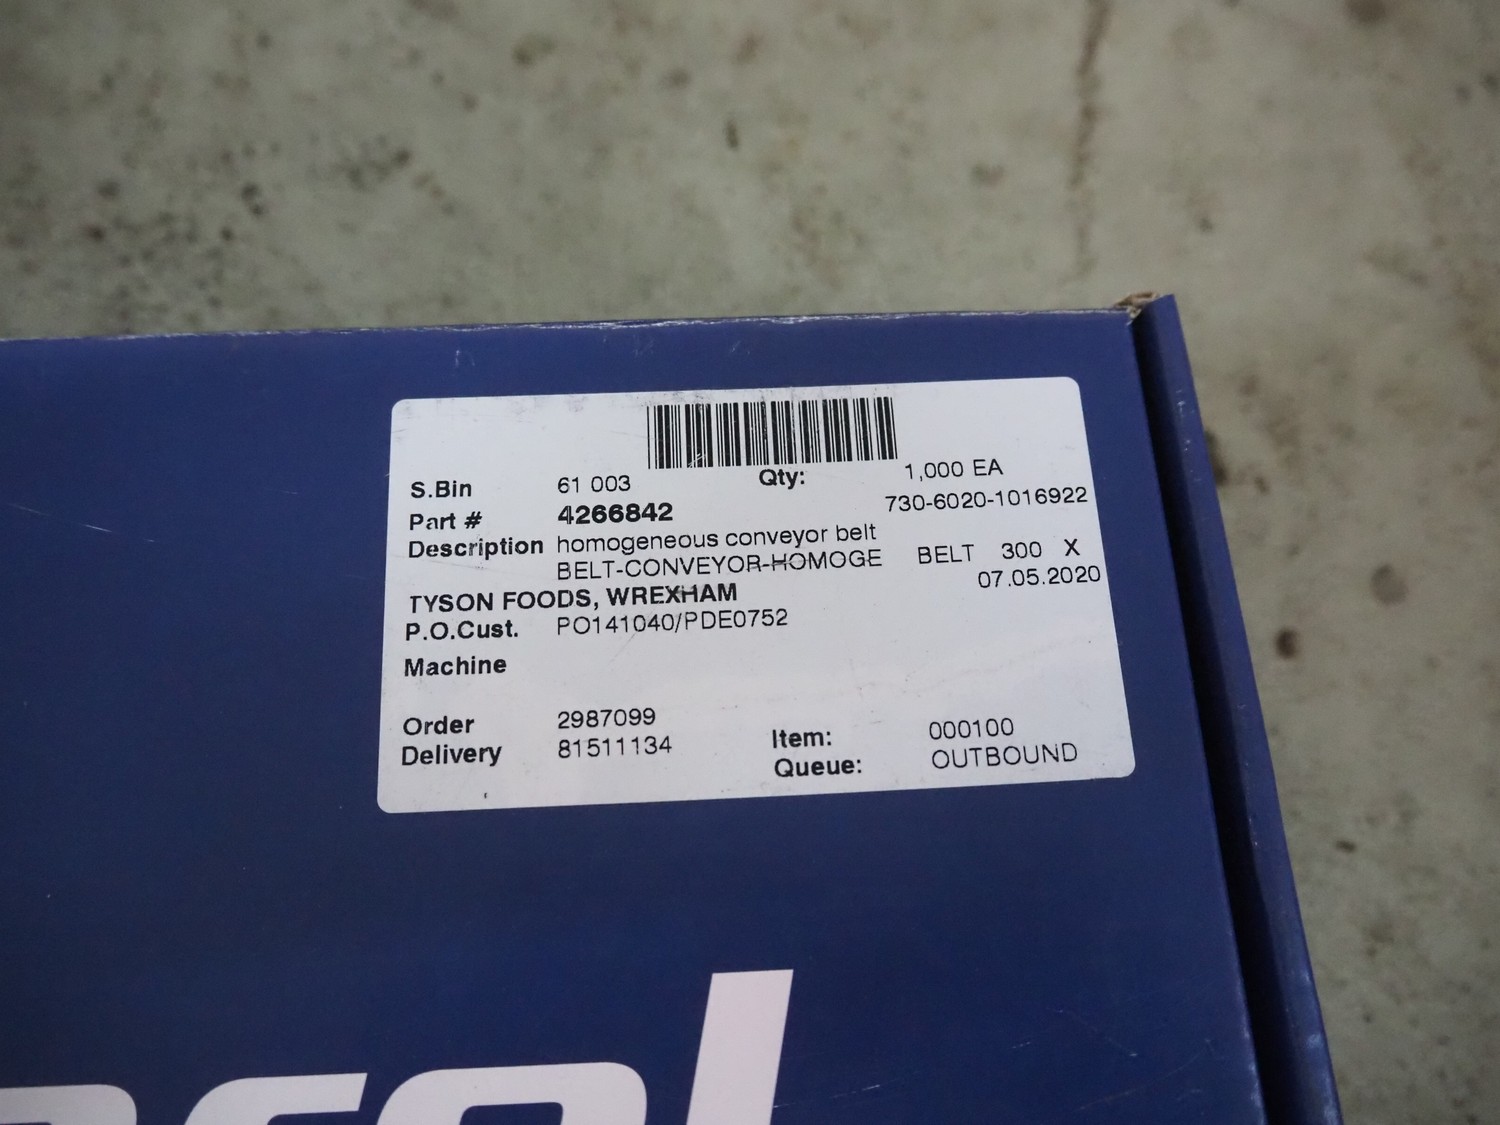 S.Bin 61 003 Qty: 1,000 EA
Part # 4266842 730-6020-1016922
Description homogeneous conveyor belt
BELT-CONVEYOR-HOMOGE BELT 300 X
TYSON FOODS, WREXHAM 07.05.2020
P.O.Cust. PO141040/PDE0752
Machine
Order 2987099 Item: 000100
Delivery 81511134 Queue: OUTBOUND